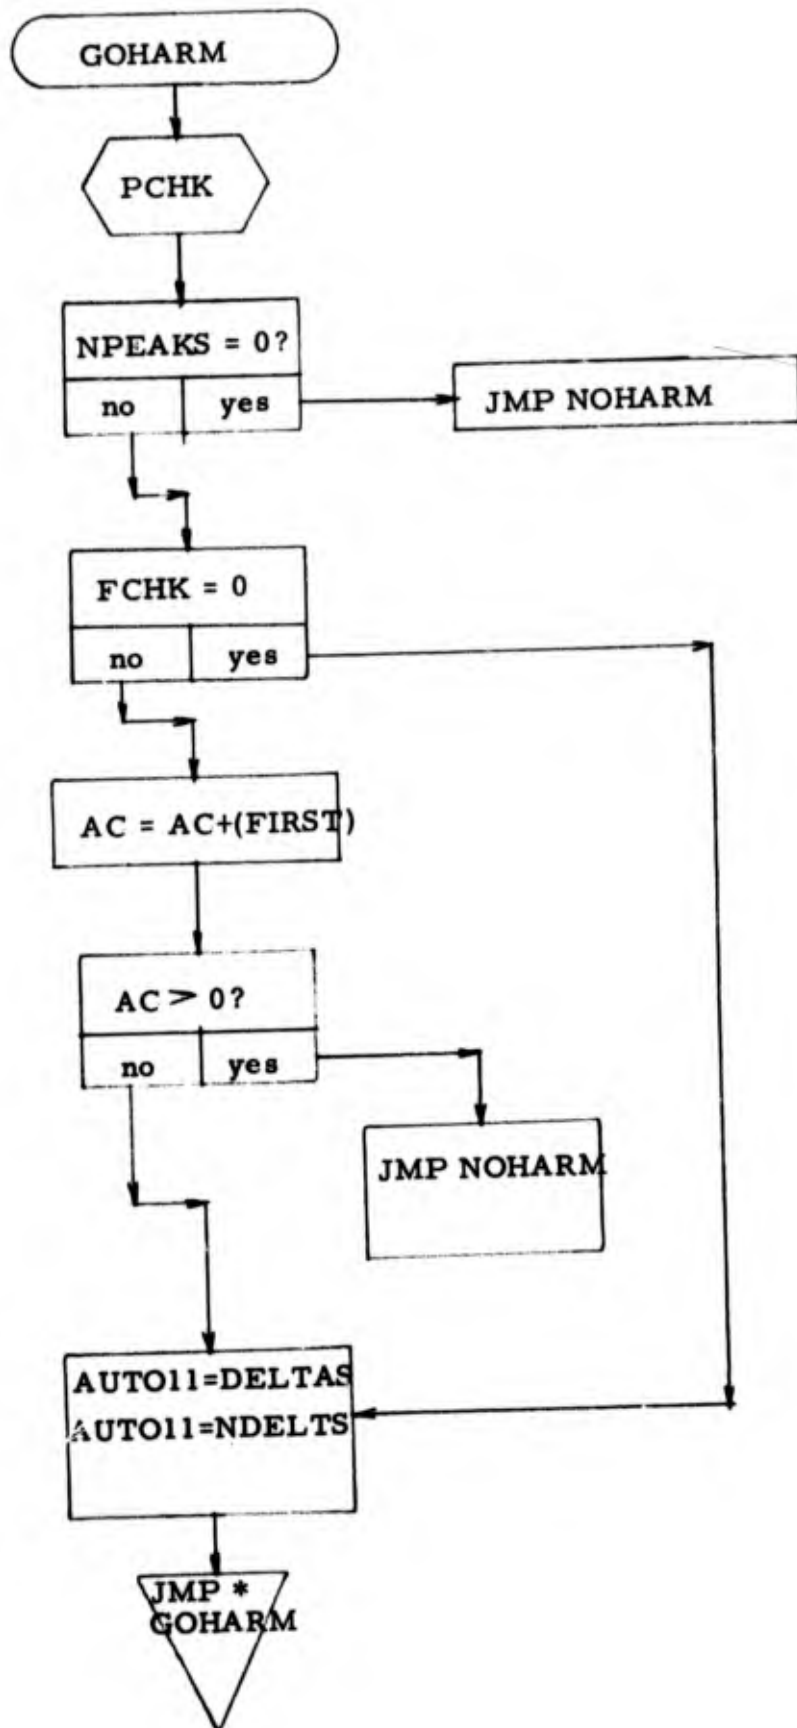 GOHARM
PCHK
NPEAKS = 0?
no yes
JMP NOHARM
FCHK = 0
no yes
AC = AC+(FIRST)
AC > 0?
no yes
JMP NOHARM
AUTO11=DELTAS
AUTO11=NDELTS
JMP *
GOHARM